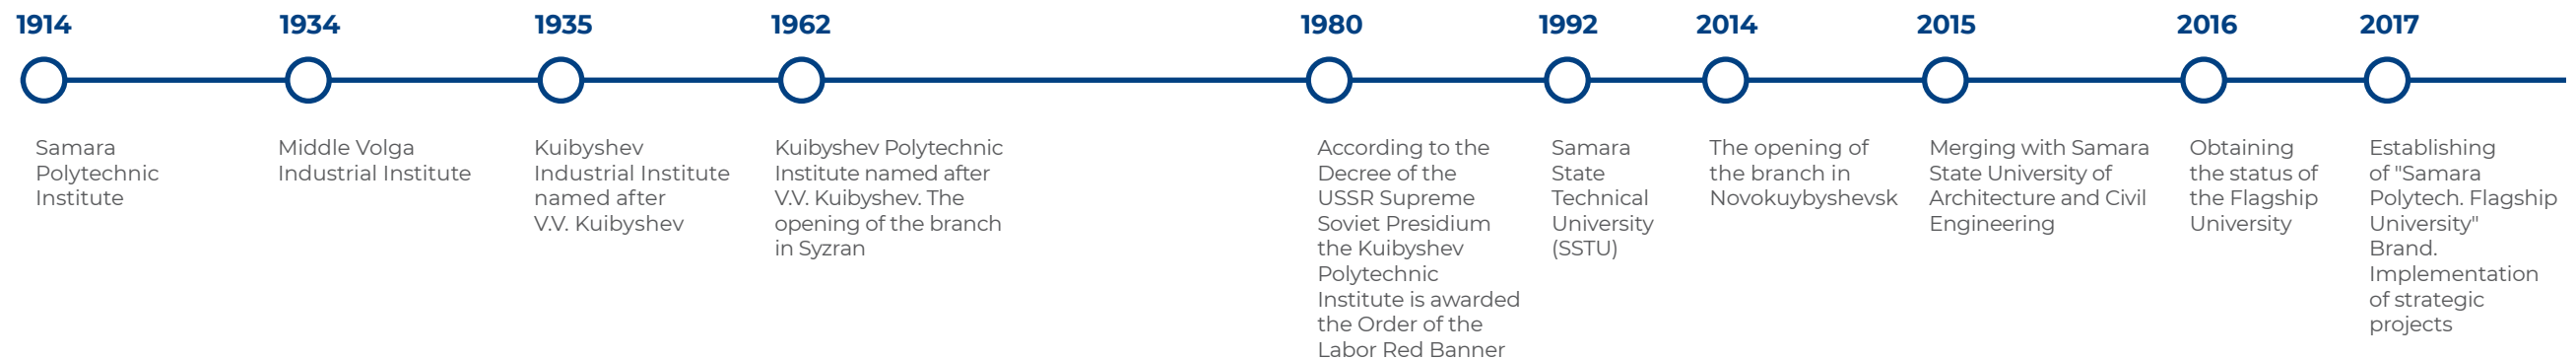 1914
Samara
Polytechnic
Institute
1934
Middle Volga
Industrial Institute
1935
Kuibyshev
Industrial Institute
named after
V.V. Kuibyshev
1962
Kuibyshev Polytechnic
Institute named after
V.V. Kuibyshev. The
opening of the branch
in Syzran
1980
According to the
Decree of the
USSR Supreme
Soviet Presidium
the Kuibyshev
Polytechnic
Institute is awarded
the Order of the
Labor Red Banner
1992
Samara
State
Technical
University
(SSTU)
2014
The opening of
the branch in
Novokuybyshevsk
2015
Merging with Samara
State University of
Architecture and Civil
Engineering
2016
Obtaining
the status of
the Flagship
University
2017
Establishing
of "Samara
Polytech. Flagship
University"
Brand.
Implementation
of strategic
projects